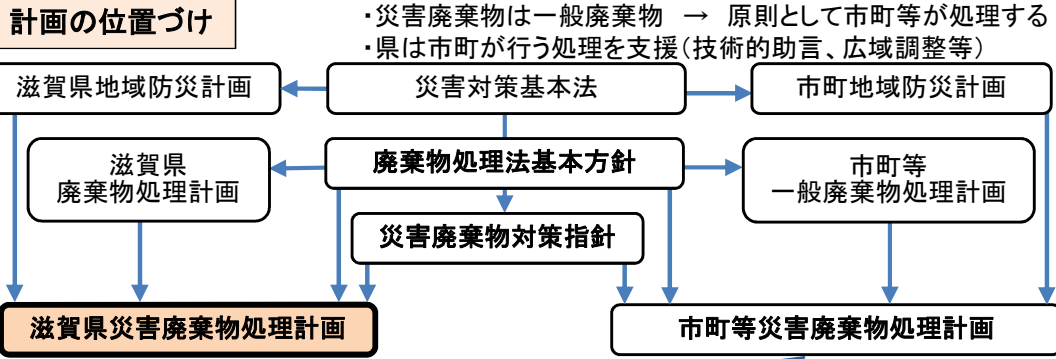 計画の位置づけ
・災害廃棄物は一般廃棄物 → 原則として市町等が処理する
・県は市町が行う処理を支援(技術的助言、広域調整等)
滋賀県地域防災計画
災害対策基本法
市町地域防災計画
滋賀県
廃棄物処理計画
廃棄物処理法基本方針
市町等
一般廃棄物処理計画
災害廃棄物対策指針
滋賀県災害廃棄物処理計画
市町等災害廃棄物処理計画